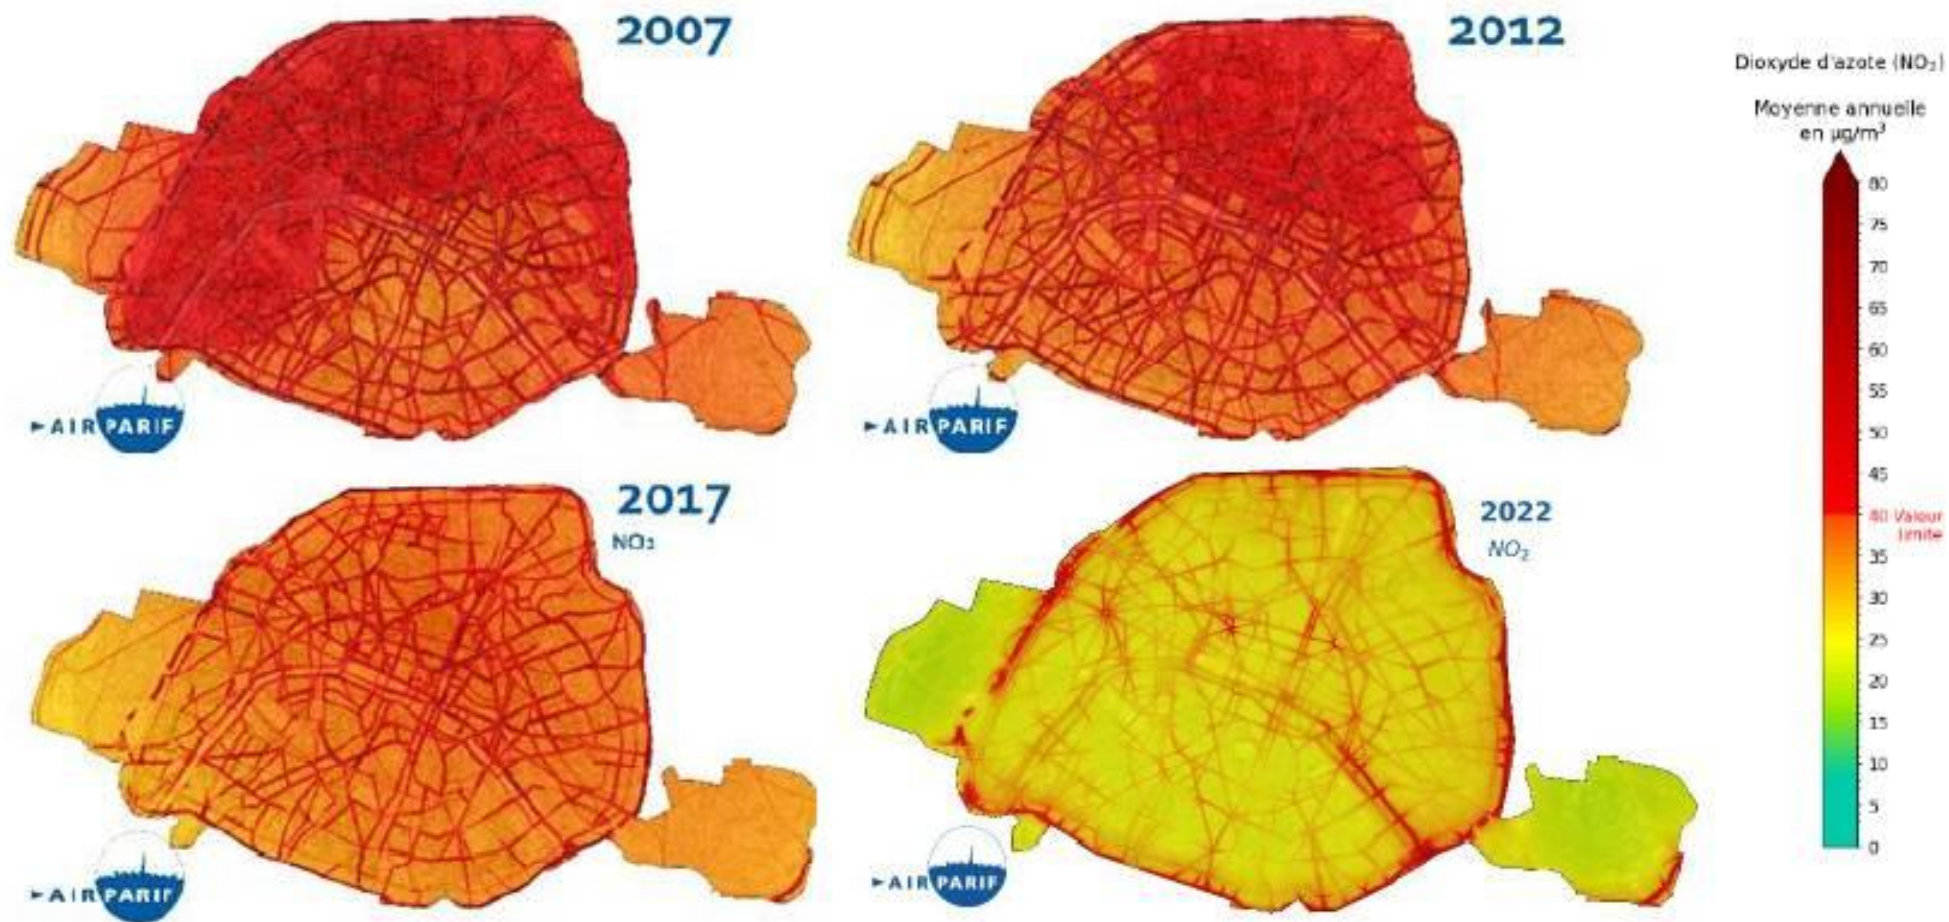 2007
2012
Dioxyde d'azote (NO₂)
Moyenne annuelle
en µg/m³
80
75
70
65
60
55
50
45
40 Valeur
limite
35
30
25
20
15
10
5
0
AIRPARIF
AIRPARIF
2017
NO₂
2022
NO₂
AIRPARIF
AIRPARIF